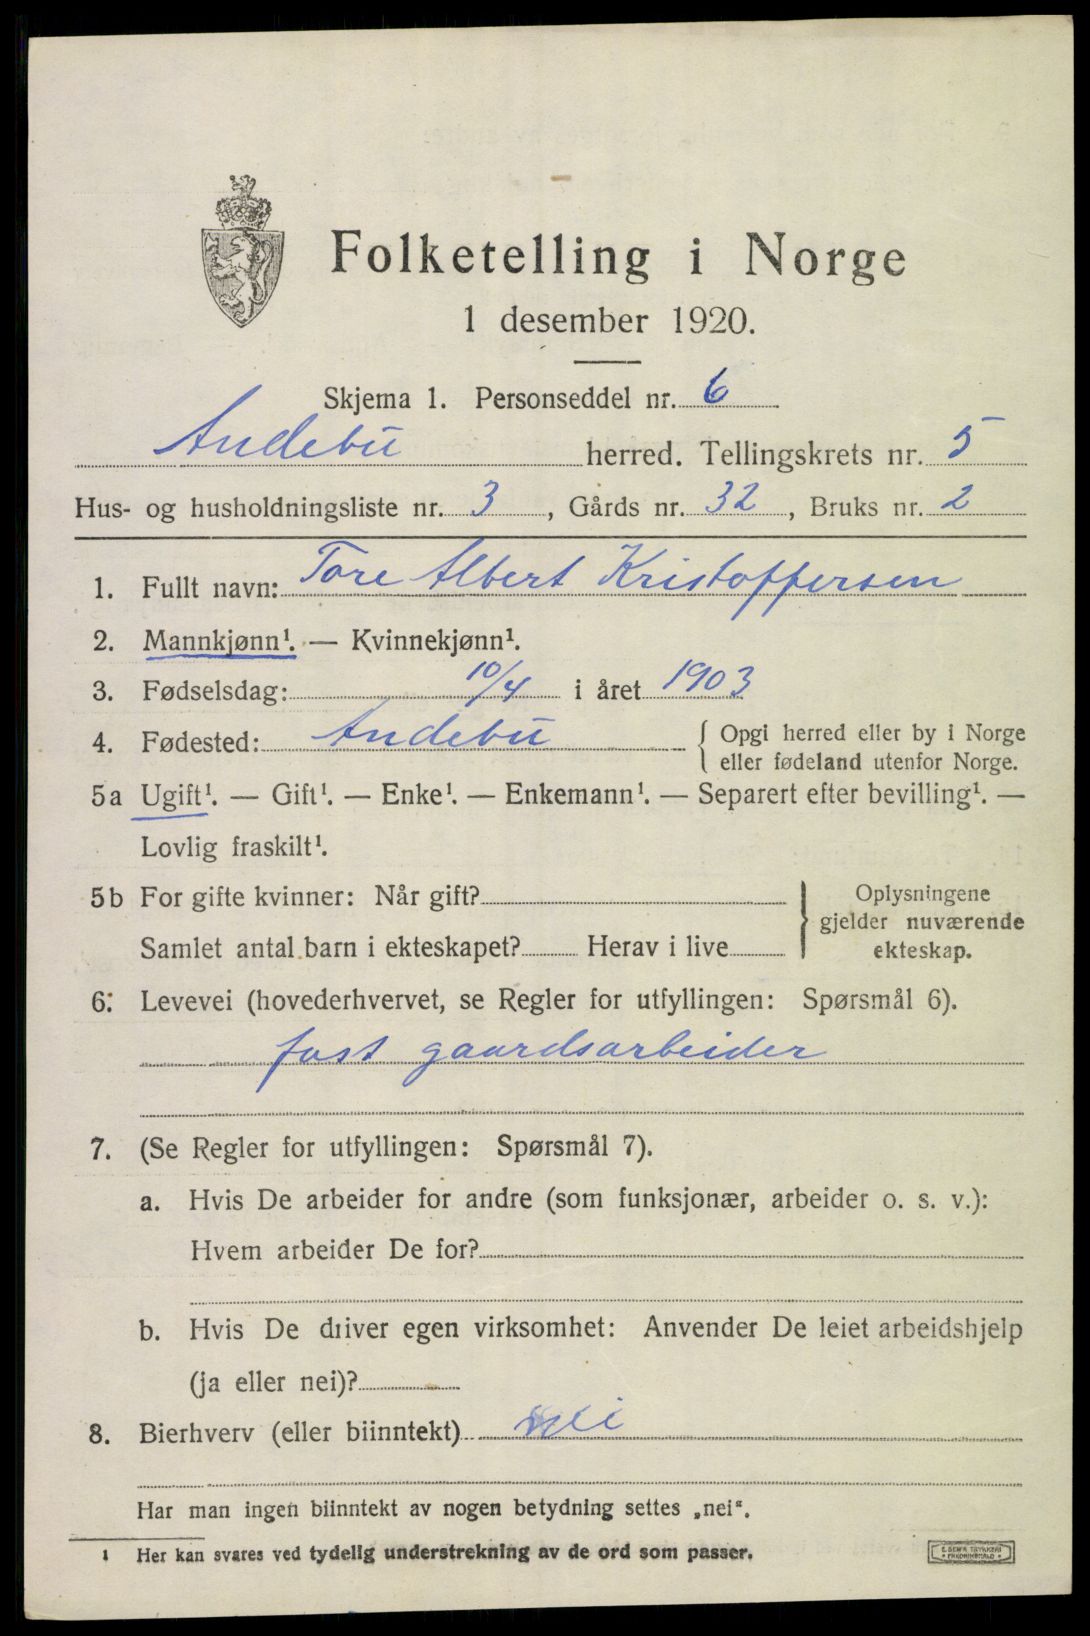 Folketelling i Norge
1 desember 1920.
Skjema 1. Personseddel nr. 6
Andebu herred. Tellingskrets nr. 5
Hus- og husholdningsliste nr. 3, Gårds nr. 32, Bruks nr. 2
1. Fullt navn: Tore Albert Kristoffersen
2. Mannkjønn¹. — Kvinnekjønn¹.
3. Fødselsdag: 10/4 i året 1903
4. Fødested: Andebu { Opgi herred eller by i Norge
eller fødeland utenfor Norge.
5a Ugift¹. — Gift¹. — Enke¹. — Enkemann¹. — Separert efter bevilling¹. —
Lovlig fraskilt¹.
5b For gifte kvinner: Når gift?
Samlet antal barn i ekteskapet? Herav i live
} Oplysningene
gjelder nuværende
ekteskap.
6. Levevei (hovederhvervet, se Regler for utfyllingen: Spørsmål 6).
fast gaardsarbeider
7. (Se Regler for utfyllingen: Spørsmål 7).
a. Hvis De arbeider for andre (som funksjonær, arbeider o. s. v.):
Hvem arbeider De for?
b. Hvis De driver egen virksomhet: Anvender De leiet arbeidshjelp
(ja eller nei)?
8. Bierhverv (eller biinntekt) nei
Har man ingen biinntekt av nogen betydning settes „nei“.
¹ Her kan svares ved tydelig understrekning av de ord som passer.
E. SEM'S TRYKKERI
FREDRIKSHALD